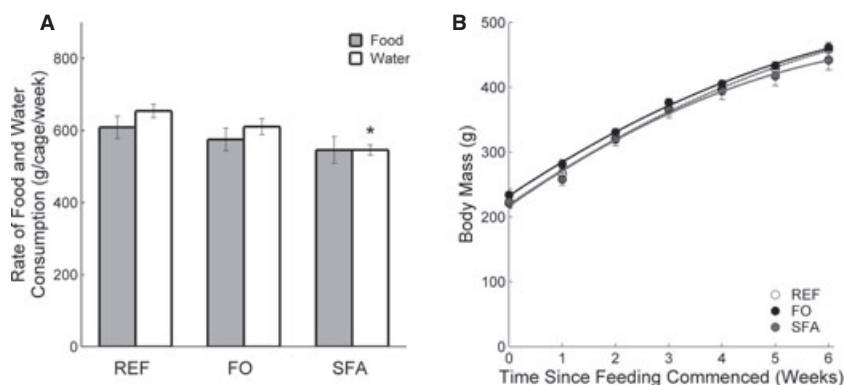 A
Rate of Food and Water
Consumption (g/cage/week)
800
600
400
200
0
Food
Water
*
REF
FO
SFA
B
Body Mass (g)
500
400
300
200
100
0
REF
FO
SFA
0
1
2
3
4
5
6
Time Since Feeding Commenced (Weeks)